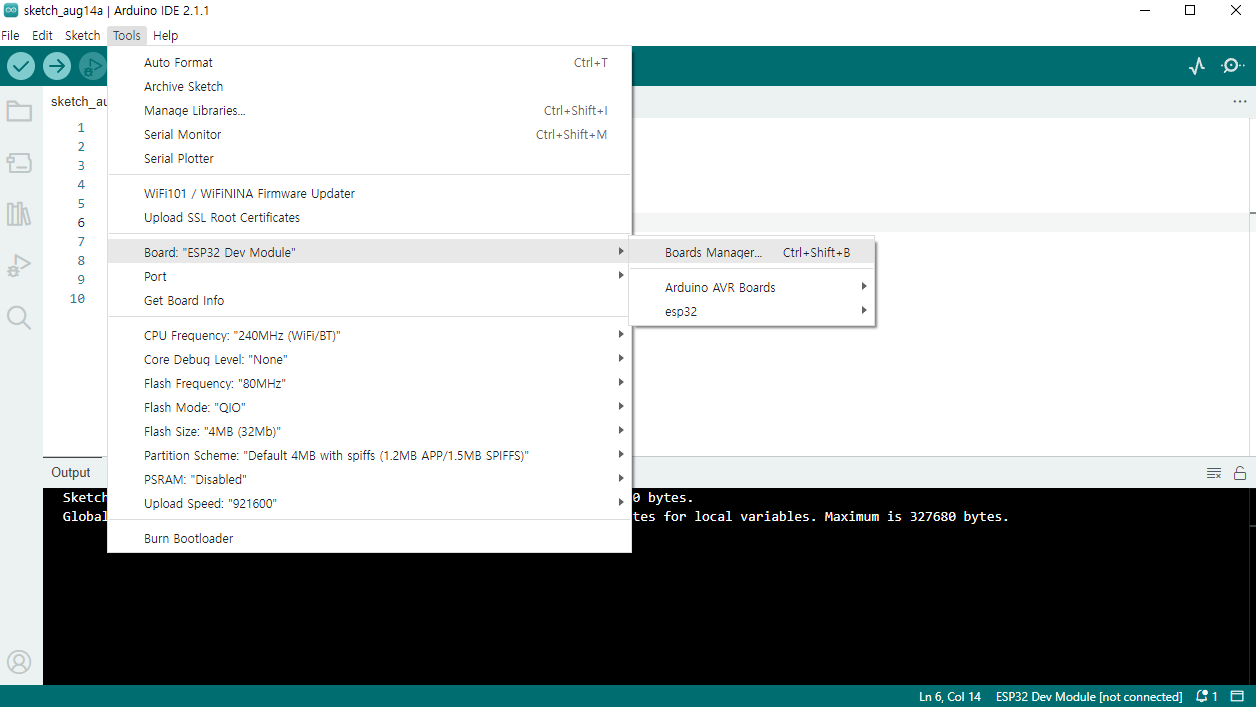 sketch_aug14a | Arduino IDE 2.1.1
File Edit Sketch Tools Help
sketch_au
1
2
3
4
5
6
7
8
9
10
Auto Format Ctrl+T
Archive Sketch
Manage Libraries... Ctrl+Shift+I
Serial Monitor Ctrl+Shift+M
Serial Plotter
WiFi101 / WiFiNINA Firmware Updater
Upload SSL Root Certificates
Board: "ESP32 Dev Module"
Port
Get Board Info
CPU Frequency: "240MHz (WiFi/BT)"
Core Debug Level: "None"
Flash Frequency: "80MHz"
Flash Mode: "QIO"
Flash Size: "4MB (32Mb)"
Partition Scheme: "Default 4MB with spiffs (1.2MB APP/1.5MB SPIFFS)"
PSRAM: "Disabled"
Upload Speed: "921600"
Burn Bootloader
Boards Manager... Ctrl+Shift+B
Arduino AVR Boards
esp32
Output
Sketch 0 bytes.
Global tes for local variables. Maximum is 327680 bytes.
Ln 6, Col 14 ESP32 Dev Module [not connected] 1